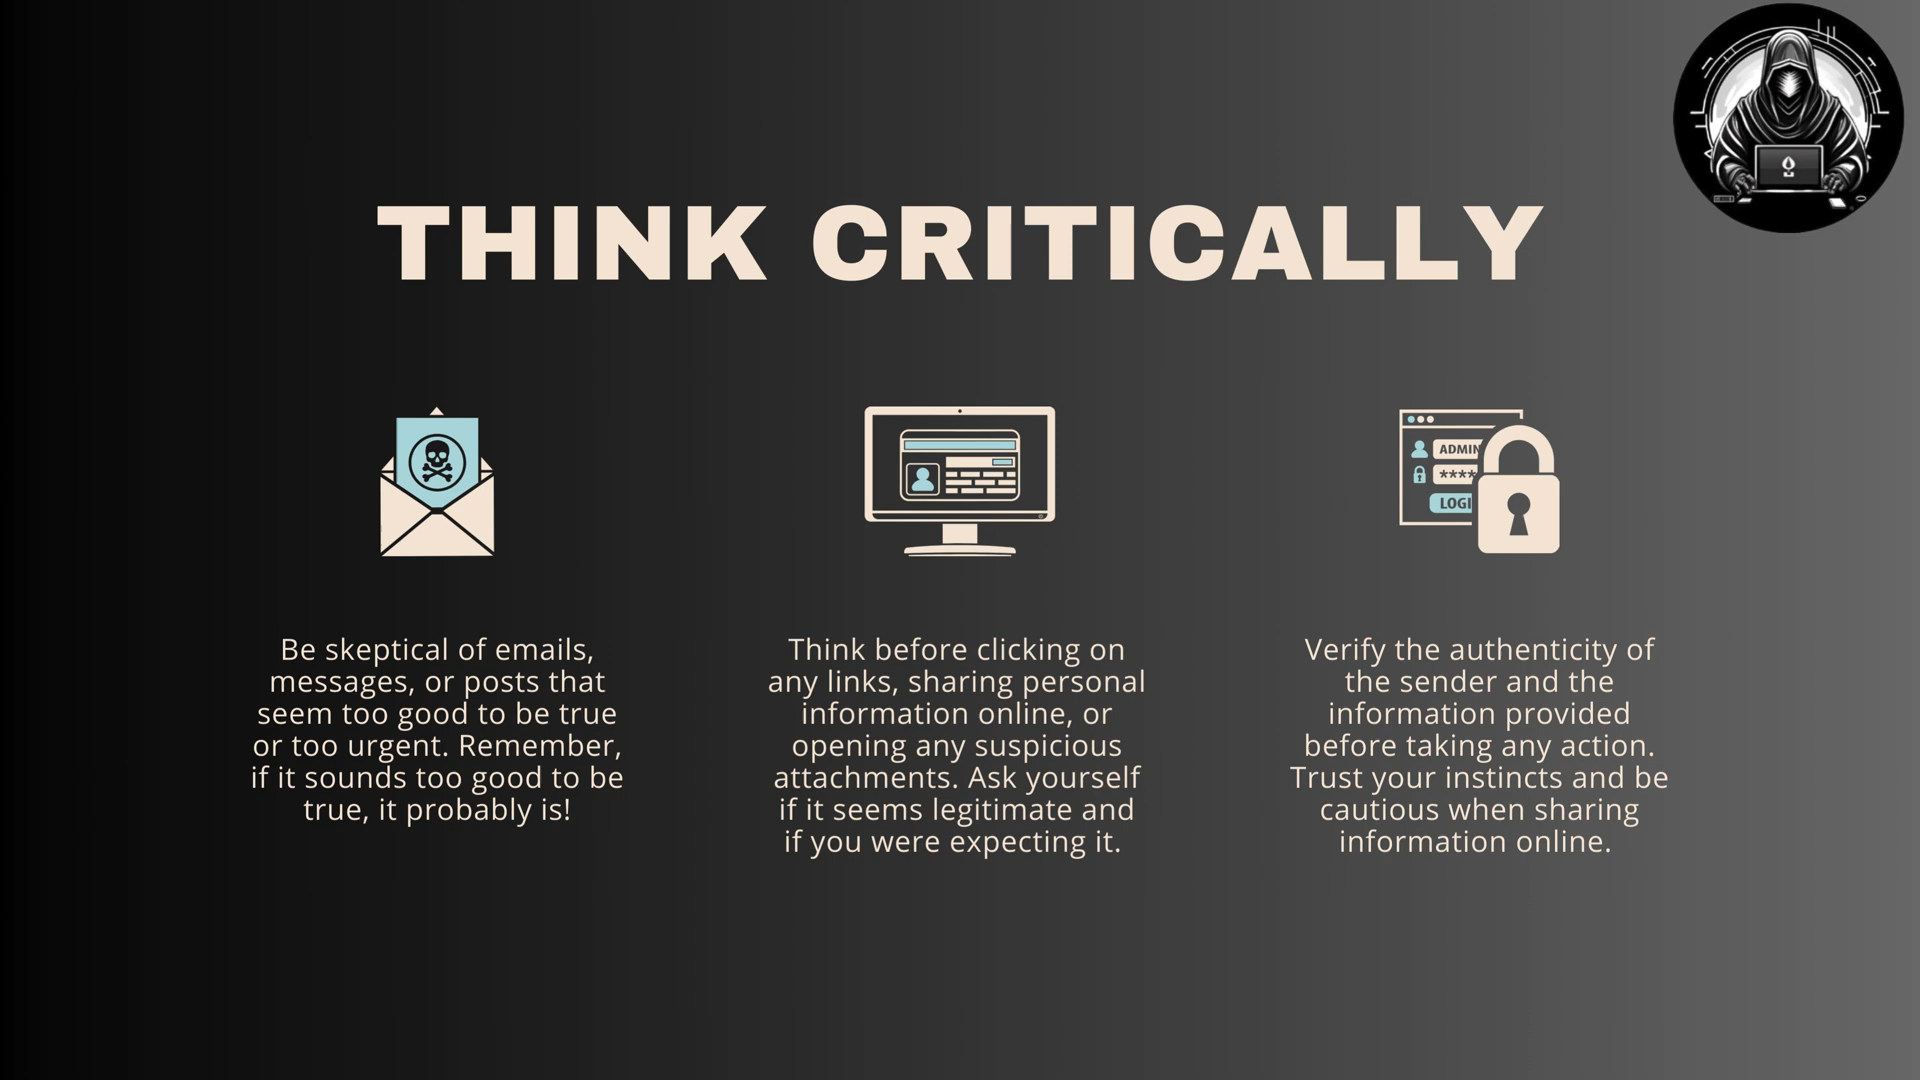 THINK CRITICALLY
ADMIN
****
LOGI
Be skeptical of emails,
messages, or posts that
seem too good to be true
or too urgent. Remember,
if it sounds too good to be
true, it probably is!
Think before clicking on
any links, sharing personal
information online, or
opening any suspicious
attachments. Ask yourself
if it seems legitimate and
if you were expecting it.
Verify the authenticity of
the sender and the
information provided
before taking any action.
Trust your instincts and be
cautious when sharing
information online.